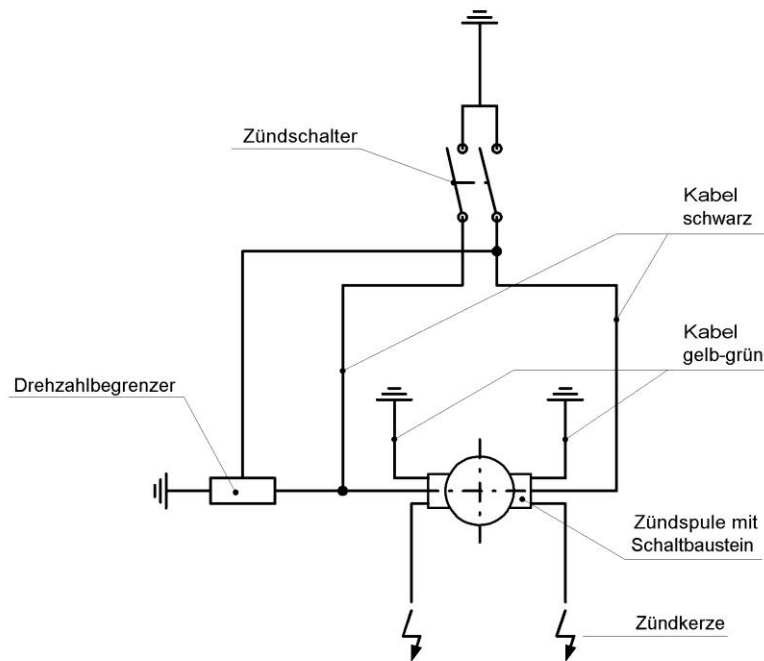 Zündschalter
Kabel
schwarz
Kabel
gelb-grün
Drehzahlbegrenzer
Zündspule mit
Schaltbaustein
Zündkerze